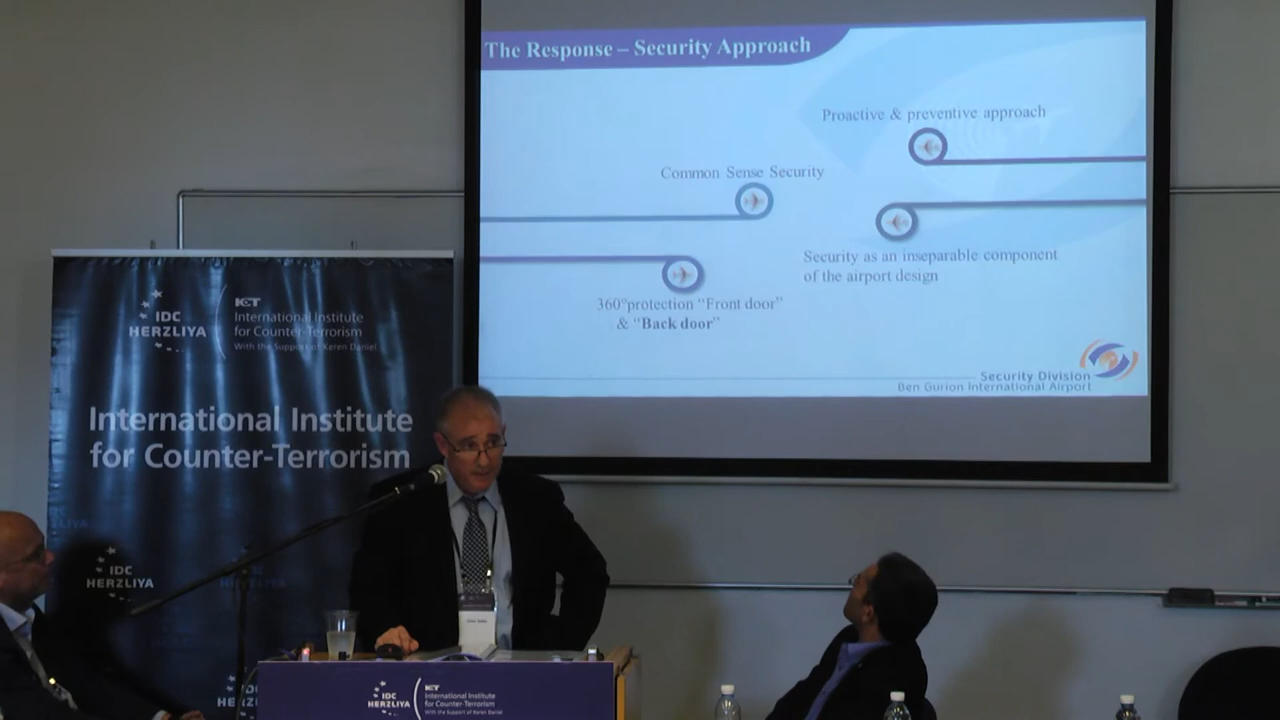 The Response – Security Approach
Proactive & preventive approach
Common Sense Security
Security as an inseparable component
of the airport design
360°protection "Front door"
& "Back door"
Security Division
Ben Gurion International Airport
IDC
HERZLIYA
ICT
International Institute
for Counter-Terrorism
With the Support of Keren Daniel
International Institute
for Counter-Terrorism
IDC
HERZLIYA
IDC
HERZLIYA
ICT
International Institute
for Counter-Terrorism
With the Support of Keren Daniel